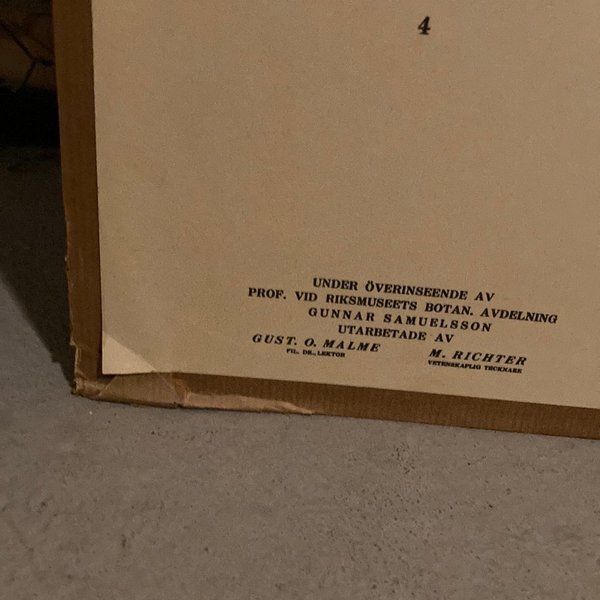 4
UNDER ÖVERINSEENDE AV
PROF. VID RIKSMUSEETS BOTAN. AVDELNING
GUNNAR SAMUELSSON
UTARBETADE AV
GUST. O. MALME M. RICHTER
FIL. DR., LEKTOR VETENSKAPLIG TECKNARE